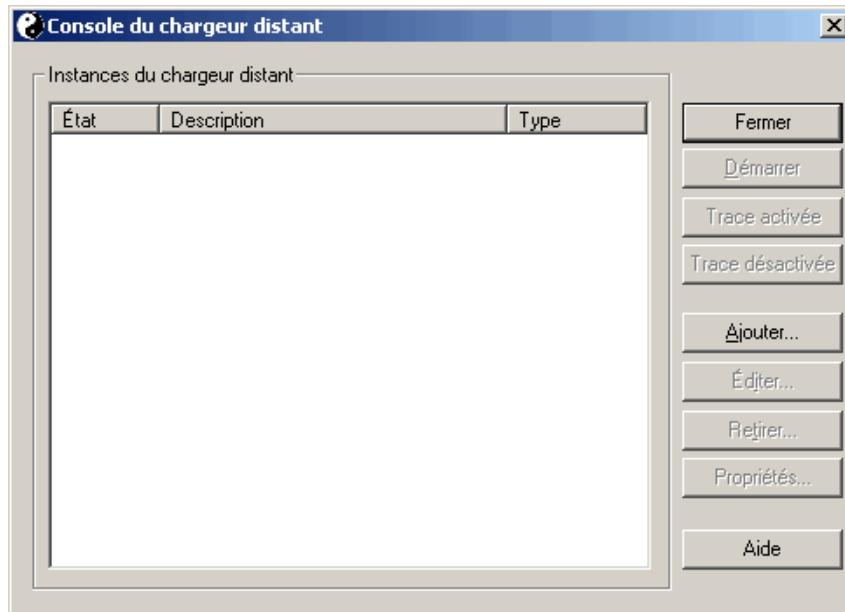 Console du chargeur distant
Instances du chargeur distant
État Description Type
Fermer
Démarrer
Trace activée
Trace désactivée
Ajouter...
Éditer...
Retirer...
Propriétés...
Aide